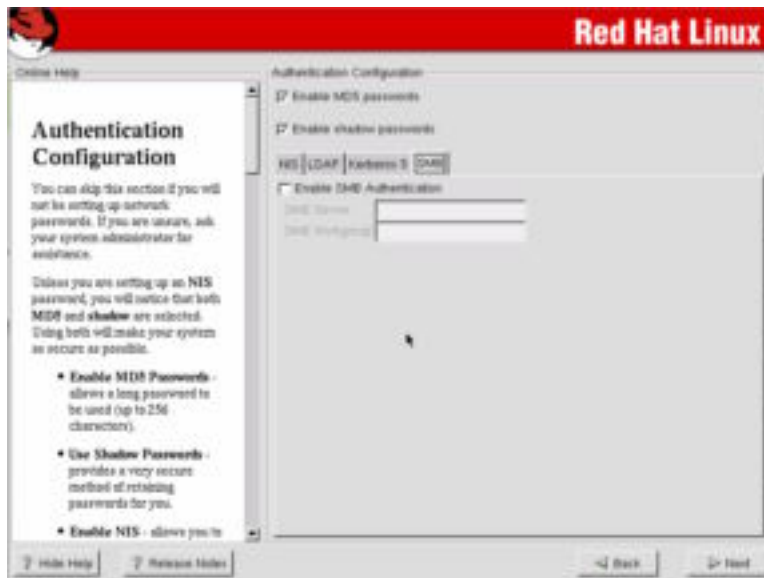 Red Hat Linux
Online Help
Authentication Configuration
Authentication
Configuration
You can skip this section if you will
not be setting up network
passwords. If you are unsure, ask
your system administrator for
assistance.
Unless you are setting up an NIS
password, you will notice that both
MD5 and shadow are selected.
Using both will make your system
as secure as possible.
• Enable MD5 Passwords -
allows a long password to
be used (up to 256
characters).
• Use Shadow Passwords -
provides a very secure
method of retaining
passwords for you.
• Enable NIS - allows you to
Enable MD5 passwords
Enable shadow passwords
NIS LDAP Kerberos 5 SMB
Enable SMB Authentication
SMB Server
SMB Workgroup
? Hide Help
? Release Notes
Back
Next